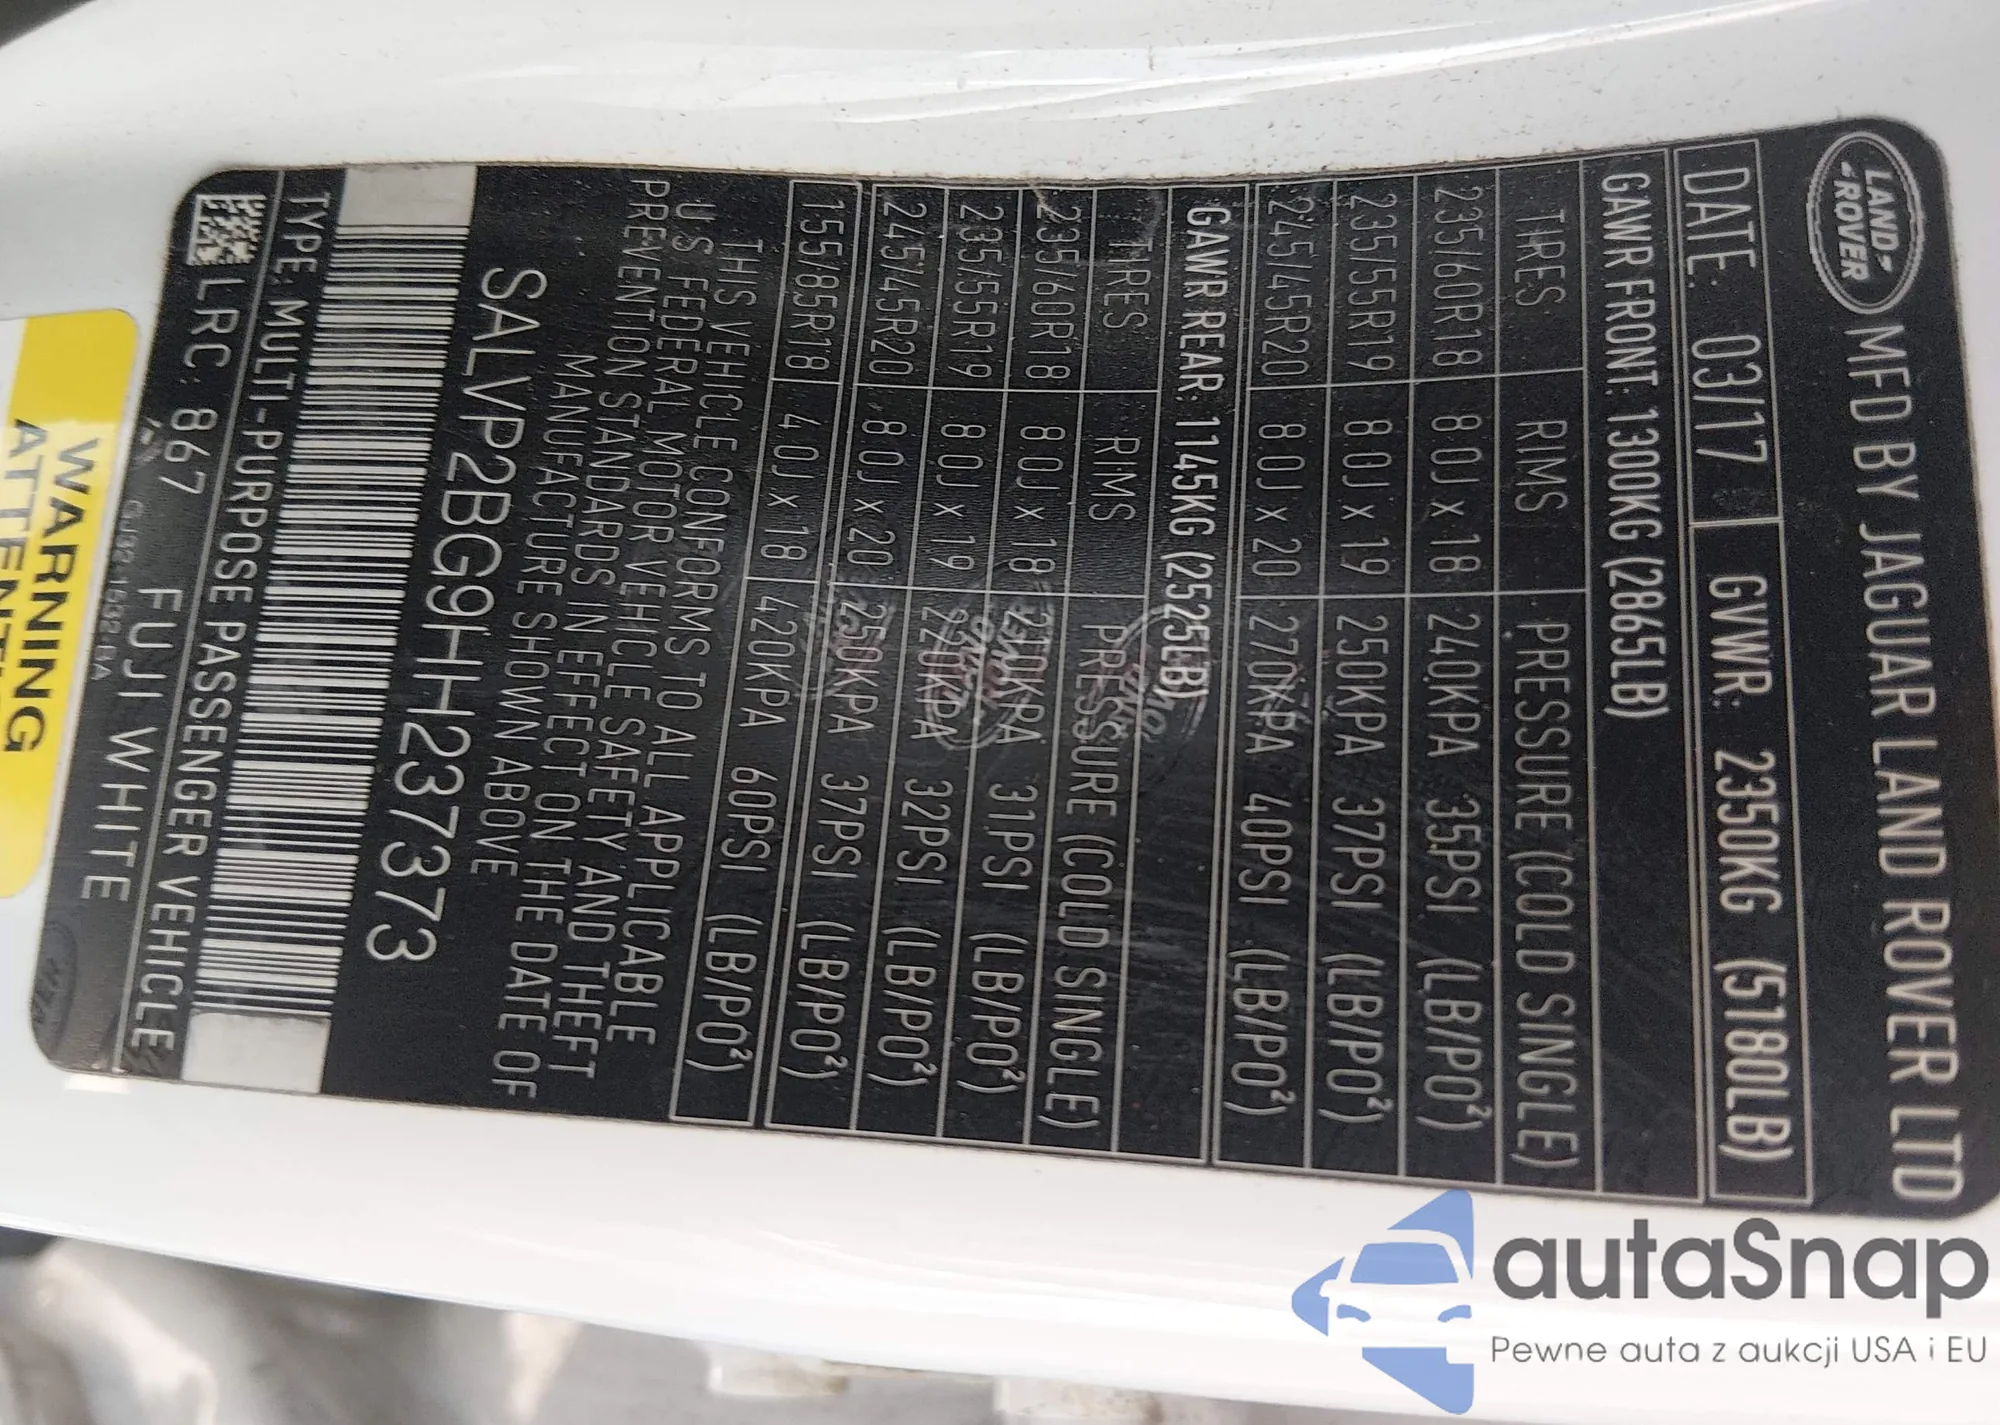 LAND ROVER MFD BY JAGUAR LAND ROVER LTD
DATE: 03/17 GVWR: 2350KG (5180LB)
GAWR FRONT: 1300KG (2865LB)
TIRES RIMS PRESSURE (COLD SINGLE)
235/60R18 8.0J x 18 240KPA 35PSI (LB/PO²)
235/55R19 8.0J x 19 250KPA 37PSI (LB/PO²)
245/45R20 8.0J x 20 270KPA 40PSI (LB/PO²)
GAWR REAR: 1145KG (2525LB)
TIRES RIMS PRESSURE (COLD SINGLE)
235/60R18 8.0J x 18 210KPA 31PSI (LB/PO²)
235/55R19 8.0J x 19 220KPA 32PSI (LB/PO²)
245/45R20 8.0J x 20 250KPA 37PSI (LB/PO²)
155/85R18 4.0J x 18 420KPA 60PSI (LB/PO²)
THIS VEHICLE CONFORMS TO ALL APPLICABLE
U.S FEDERAL MOTOR VEHICLE SAFETY AND THEFT
PREVENTION STANDARDS IN EFFECT ON THE DATE OF
MANUFACTURE SHOWN ABOVE
SALVP2BG9HH237373
TYPE: MULTI-PURPOSE PASSENGER VEHICLE
LRC: 867 FUJI WHITE
WARNING
autaSnap
Pewne auta z aukcji USA i EU